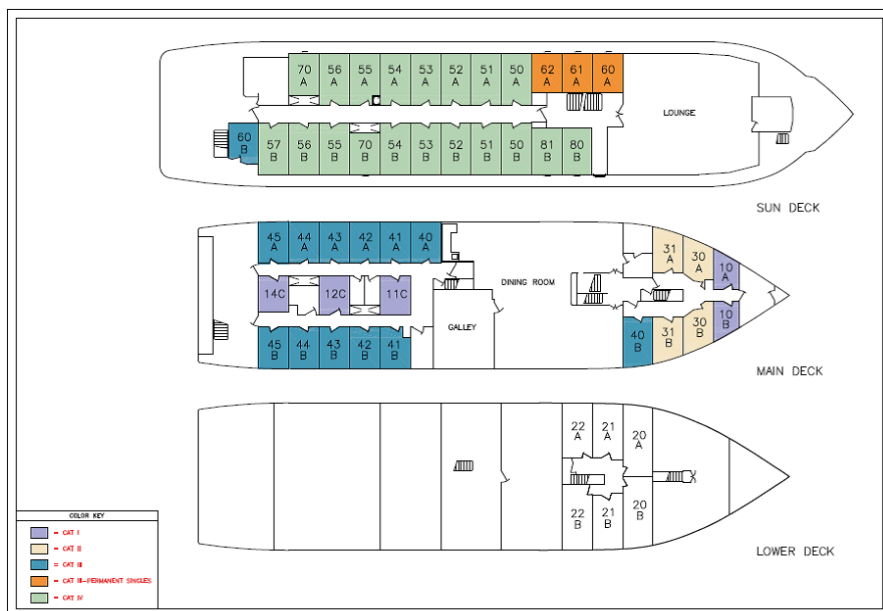 70 56 55 54 53 52 51 50 62 61 60
A A A A A A A A A A A
LOUNGE
60
B
57 56 55 70 54 53 52 51 50 81 80
B B B B B B B B B B B
SUN DECK
45 44 43 42 41 40
A A A A A A
31 30 10
A A A
14C 12C 11C
DINING ROOM
GALLEY
45 44 43 42 41
B B B B B
40 31 30 10
B B B B
MAIN DECK
22 21 20
A A A
22 21 20
B B B
LOWER DECK
COLOR KEY
= CAT I
= CAT II
= CAT III
= CAT III-PERMANENT SINGLES
= CAT IV